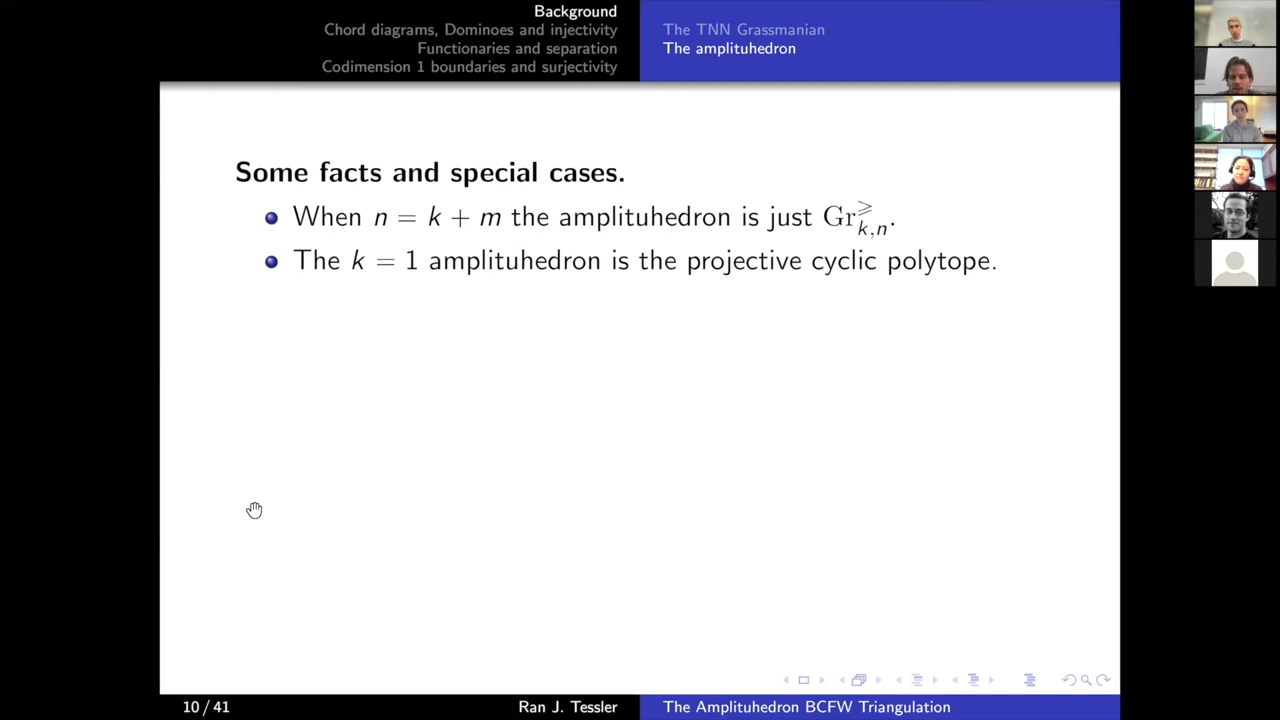 Background
Chord diagrams, Dominoes and injectivity
Functionaries and separation
Codimension 1 boundaries and surjectivity
The TNN Grassmanian
The amplituhedron
Some facts and special cases.
When n = k + m the amplituhedron is just Gr^⩾_{k,n}.
The k = 1 amplituhedron is the projective cyclic polytope.
10 / 41
Ran J. Tessler
The Amplituhedron BCFW Triangulation